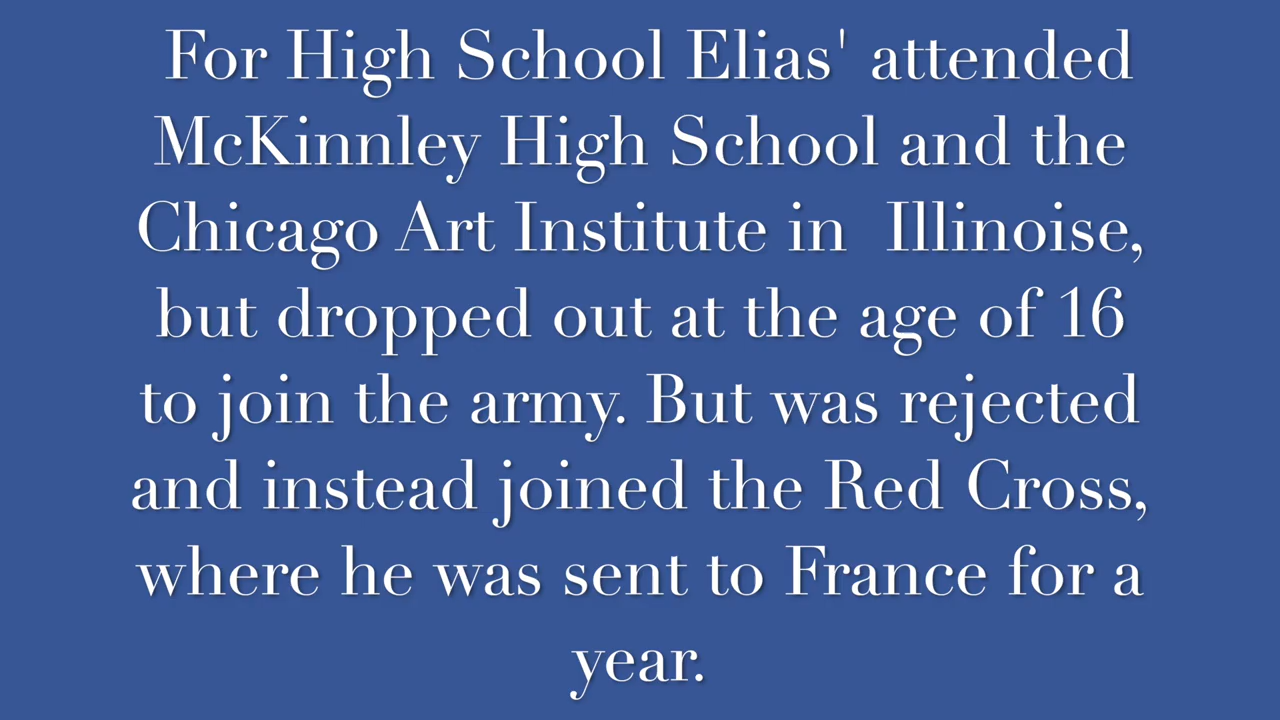 For High School Elias' attended
McKinnley High School and the
Chicago Art Institute in  Illinoise,
but dropped out at the age of 16
to join the army. But was rejected
and instead joined the Red Cross,
where he was sent to France for a
year.